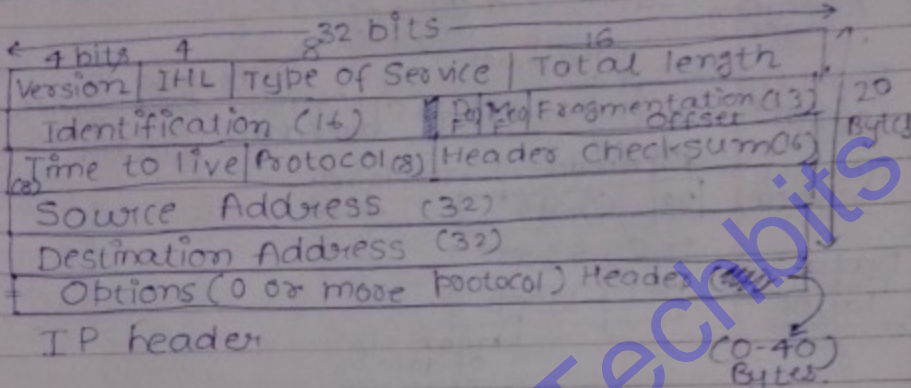 32 bits
4 bits 4 8 16
Version IHL Type of Service Total length
Identification (16) Fragmentation (13) Offset
20 Bytes
Time to live (8) Protocol (8) Header checksum (16)
Source Address (32)
Destination Address (32)
Options (0 or more protocol) Header
IP header
(0-40) Bytes
Techbits